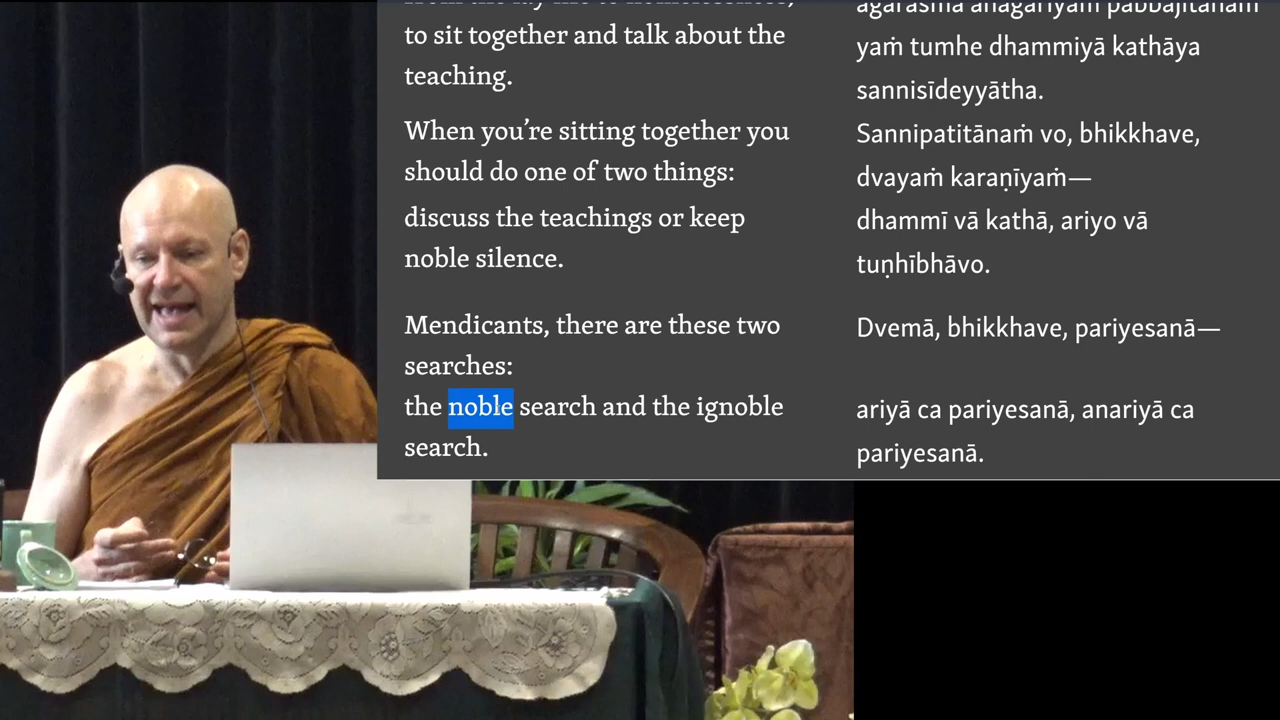 to sit together and talk about the
teaching.
When you’re sitting together you
should do one of two things:
discuss the teachings or keep
noble silence.
Mendicants, there are these two
searches:
the noble search and the ignoble
search.
agārasmā anagāriyaṁ pabbajitānaṁ
yaṁ tumhe dhammiyā kathāya
sannisīdeyyātha.
Sannipatitānaṁ vo, bhikkhave,
dvayaṁ karaṇīyaṁ—
dhammī vā kathā, ariyo vā
tuṇhībhāvo.
Dvemā, bhikkhave, pariyesanā—
ariyā ca pariyesanā, anariyā ca
pariyesanā.